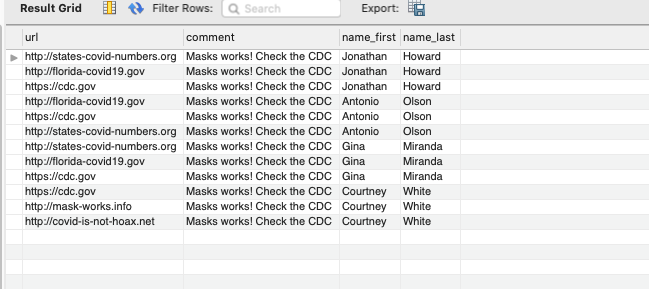 Result Grid Filter Rows: Search Export:
url comment name_first name_last
http://states-covid-numbers.org Masks works! Check the CDC Jonathan Howard
http://florida-covid19.gov Masks works! Check the CDC Jonathan Howard
https://cdc.gov Masks works! Check the CDC Jonathan Howard
http://florida-covid19.gov Masks works! Check the CDC Antonio Olson
https://cdc.gov Masks works! Check the CDC Antonio Olson
http://states-covid-numbers.org Masks works! Check the CDC Antonio Olson
http://states-covid-numbers.org Masks works! Check the CDC Gina Miranda
http://florida-covid19.gov Masks works! Check the CDC Gina Miranda
https://cdc.gov Masks works! Check the CDC Gina Miranda
https://cdc.gov Masks works! Check the CDC Courtney White
http://mask-works.info Masks works! Check the CDC Courtney White
http://covid-is-not-hoax.net Masks works! Check the CDC Courtney White